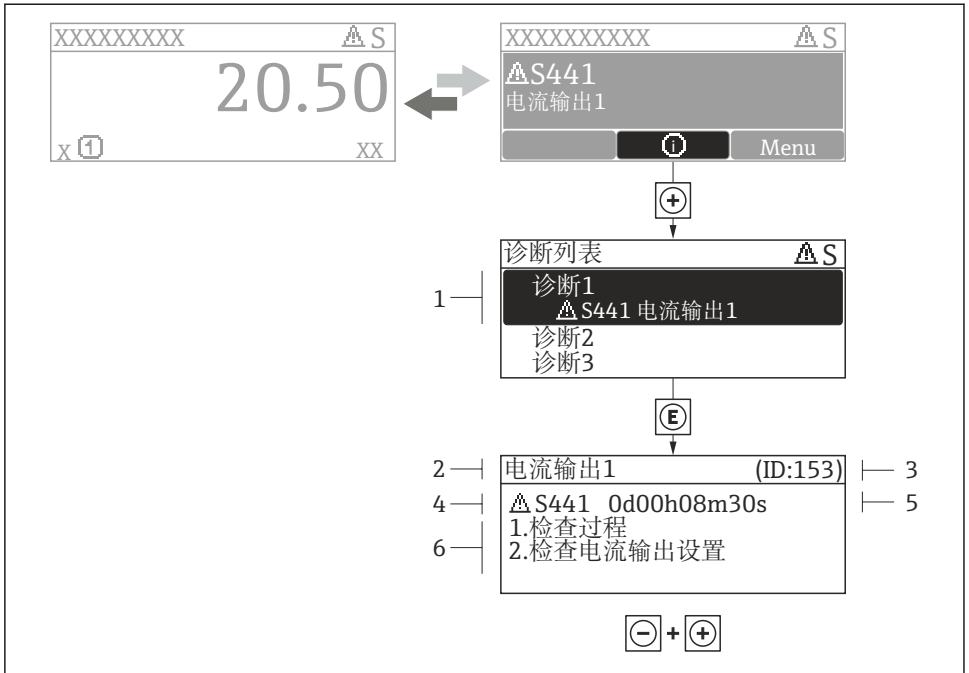 XXXXXXXXX ⚠S
20.50
X ① XX
XXXXXXXXXX ⚠S
⚠S441
电流输出1
ⓘ Menu
+
诊断列表 ⚠S
1
诊断1
⚠S441 电流输出1
诊断2
诊断3
E
2 电流输出1 (ID:153) 3
4 ⚠S441 0d00h08m30s 5
6
1.检查过程
2.检查电流输出设置
- + +